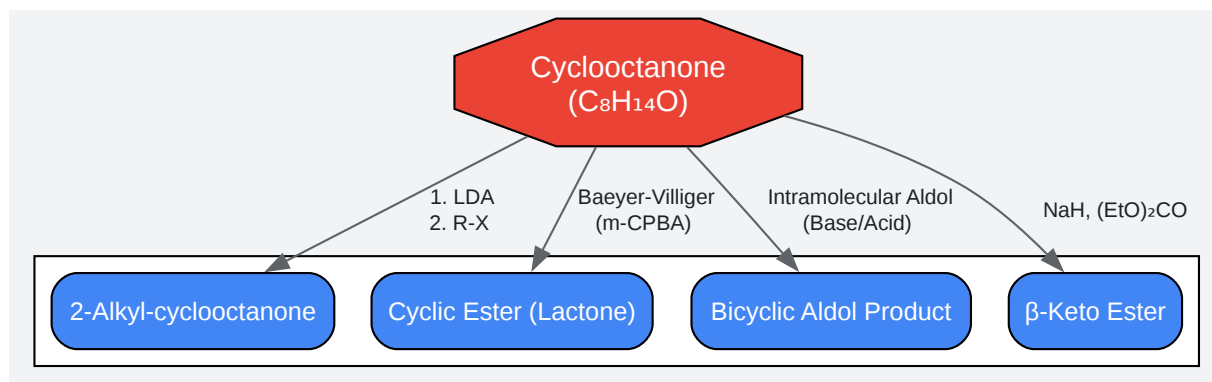 Cyclooctanone
(C₈H₁₄O)
1. LDA
2. R-X
Baeyer-Villiger
(m-CPBA)
Intramolecular Aldol
(Base/Acid)
NaH, (EtO)₂CO
2-Alkyl-cyclooctanone
Cyclic Ester (Lactone)
Bicyclic Aldol Product
β-Keto Ester